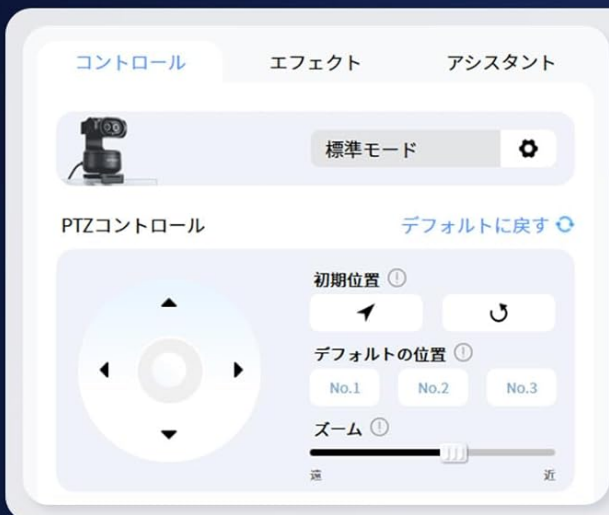 コントロール エフェクト アシスタント
標準モード
PTZコントロール デフォルトに戻す
初期位置
デフォルトの位置
No.1 No.2 No.3
ズーム
遠 近